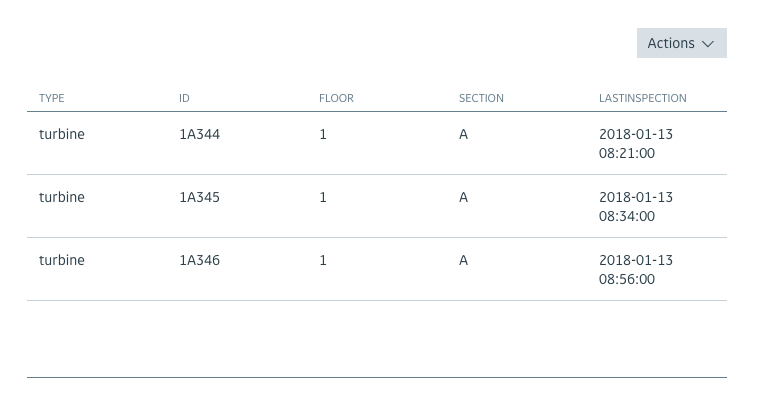 Actions
TYPE ID FLOOR SECTION LASTINSPECTION
turbine 1A344 1 A 2018-01-13
08:21:00
turbine 1A345 1 A 2018-01-13
08:34:00
turbine 1A346 1 A 2018-01-13
08:56:00